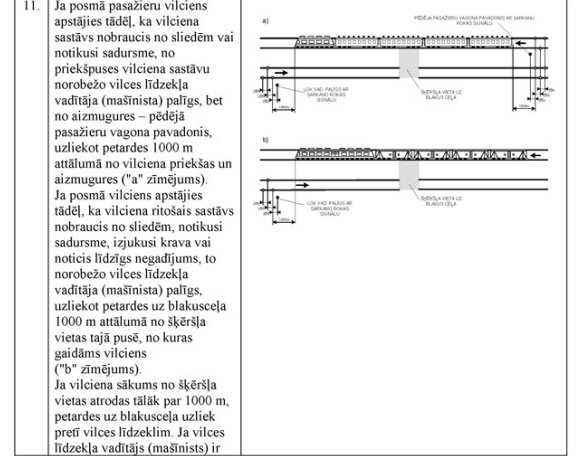 11. Ja posmā pasažieru vilciens
apstājies tādēļ, ka vilciena
sastāvs nobraucis no sliedēm vai
notikusi sadursme, no
priekšpuses vilciena sastāvu
norobežo vilces līdzekļa
vadītāja (mašīnista) palīgs, bet
no aizmugures – pēdējā
pasažieru vagona pavadonis,
uzliekot petardes 1000 m
attālumā no vilciena priekšas un
aizmugures ("a" zīmējums).
Ja posmā vilciens apstājies
tādēļ, ka vilciena ritošais sastāvs
nobraucis no sliedēm, notikusi
sadursme, izjukusi krava vai
noticis līdzīgs negadījums, to
norobežo vilces līdzekļa
vadītāja (mašīnista) palīgs,
uzliekot petardes uz blakusceļa
1000 m attālumā no šķēršļa
vietas tajā pusē, no kuras
gaidāms vilciens
("b" zīmējums).
Ja vilciena sākums no šķēršļa
vietas atrodas tālāk par 1000 m,
petardes uz blakusceļa uzliek
pretī vilces līdzeklim. Ja vilces
līdzekļa vadītājs (mašīnists) ir
a)
PĒDĒJĀ PASAŽIERU VAGONA PAVADONIS AR SARKANU
ROKAS SIGNĀLU
LOK.VAD. PALĪGS AR
SARKANO ROKAS
SIGNĀLU
ŠĶĒRŠĻA VIETA UZ
BLAKUS CEĻA
1000m
1000m
b)
LOK.VAD. PALĪGS AR
SARKANO ROKAS
SIGNĀLU
ŠĶĒRŠĻA VIETA UZ
BLAKUS CEĻA
1000m